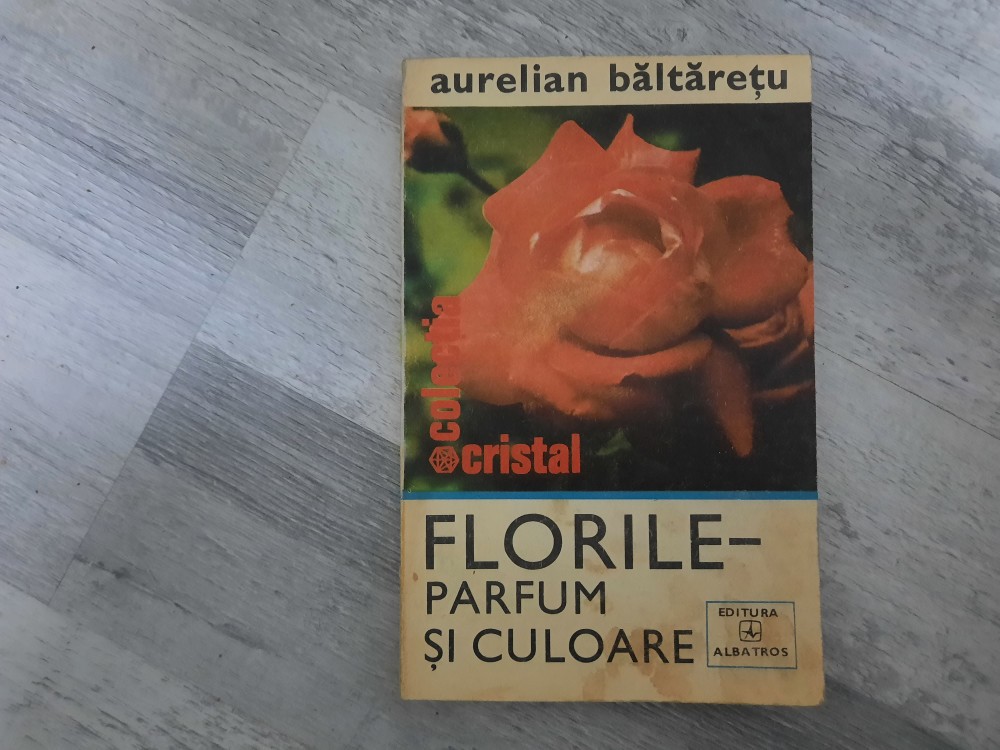 aurelian băltărețu
colecția
cristal
FLORILE–
PARFUM
ȘI CULOARE
EDITURA
ALBATROS